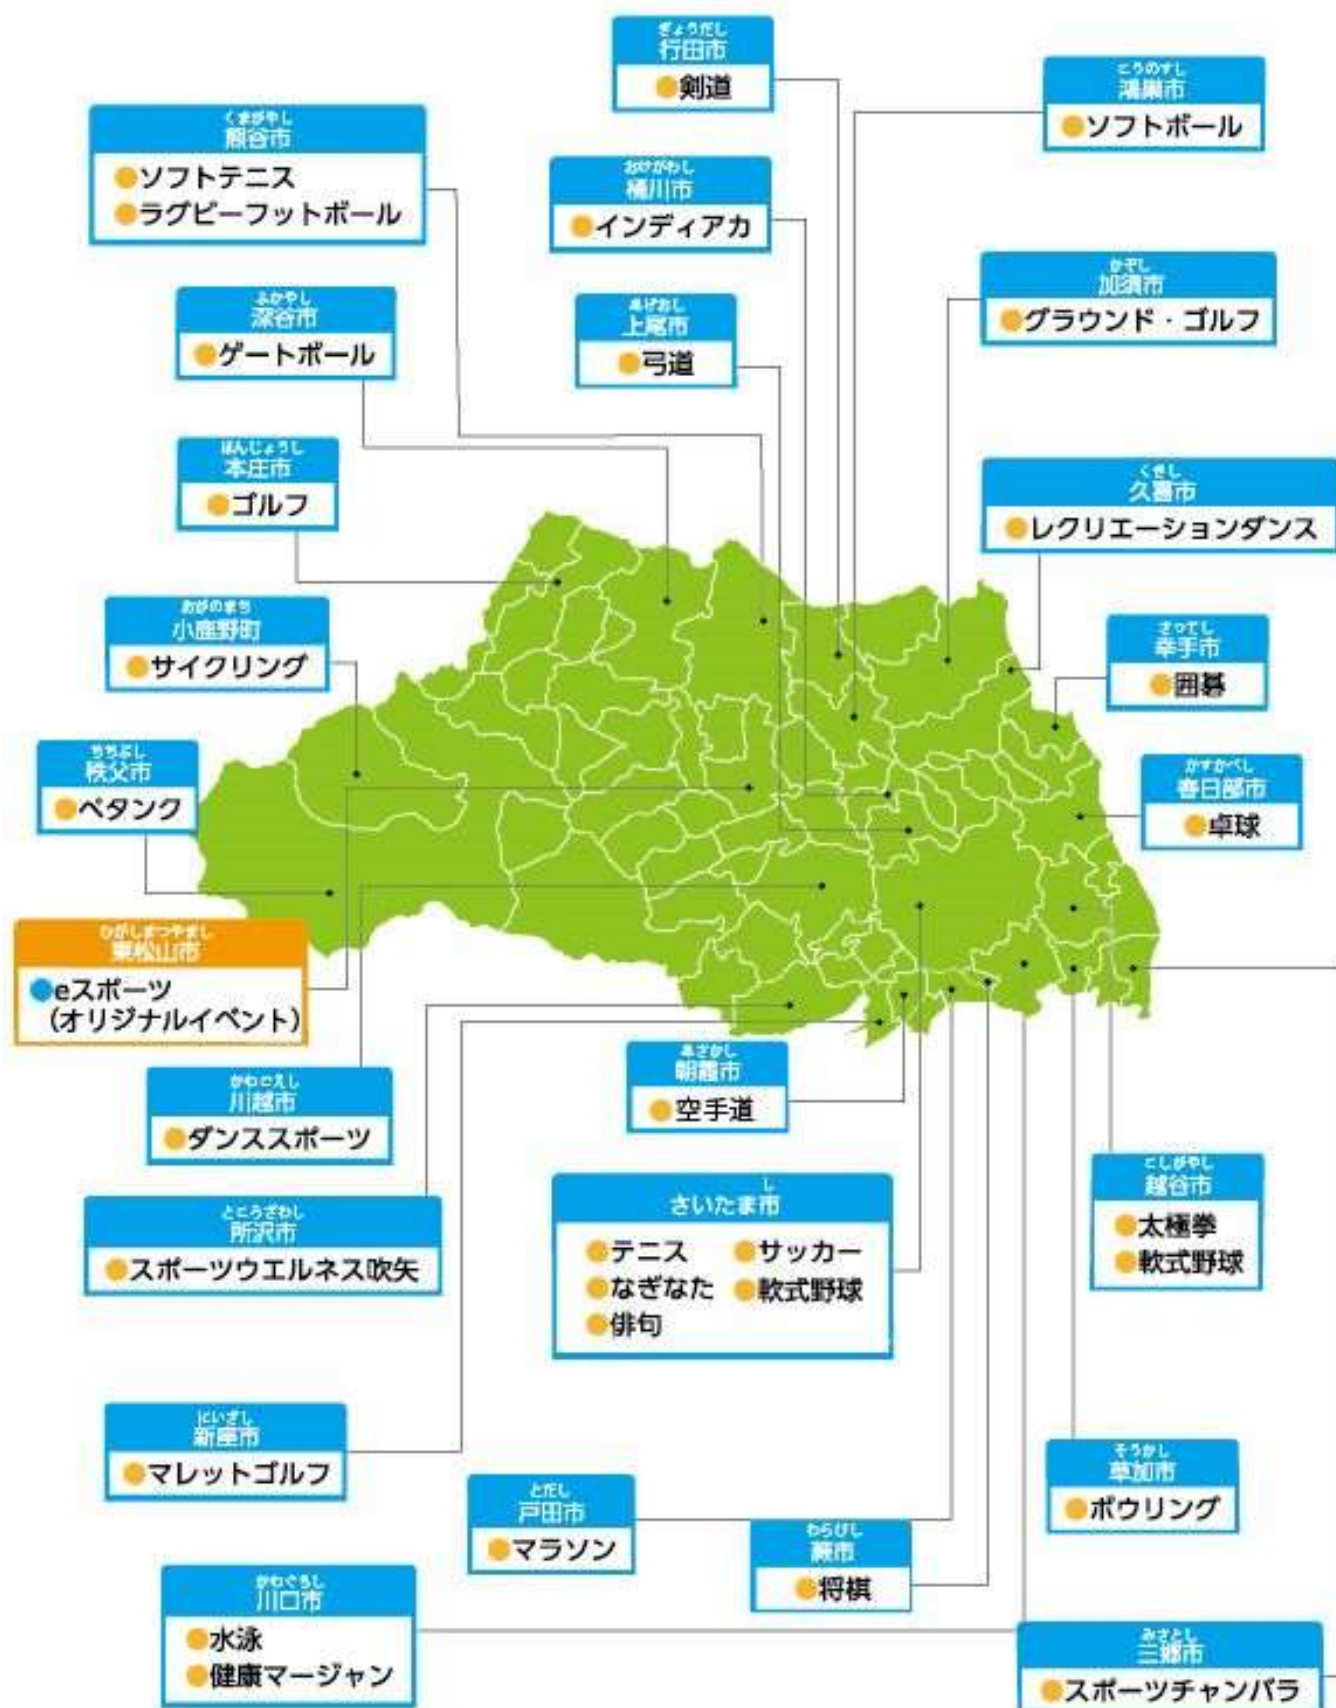 ぎょうだし
行田市
剣道
こうのすし
鴻巣市
ソフトボール
くまがやし
熊谷市
ソフトテニス
ラグビーフットボール
おけがわし
桶川市
インディアカ
かぞし
加須市
グラウンド・ゴルフ
ふかやし
深谷市
ゲートボール
あげおし
上尾市
弓道
ほんじょうし
本庄市
ゴルフ
くきし
久喜市
レクリエーションダンス
おがのまち
小鹿野町
サイクリング
さってし
幸手市
囲碁
ちちぶし
秩父市
ペタンク
かすかべし
春日部市
卓球
ひがしまつやまし
東松山市
eスポーツ
(オリジナルイベント)
かわごえし
川越市
ダンススポーツ
あさかし
朝霞市
空手道
ところざわし
所沢市
スポーツウエルネス吹矢
し
さいたま市
テニス サッカー
なぎなた 軟式野球
俳句
こしがやし
越谷市
太極拳
軟式野球
にいざし
新座市
マレットゴルフ
とだし
戸田市
マラソン
わらびし
蕨市
将棋
そうかし
草加市
ボウリング
かわぐちし
川口市
水泳
健康マージャン
みさとし
三郷市
スポーツチャンバラ